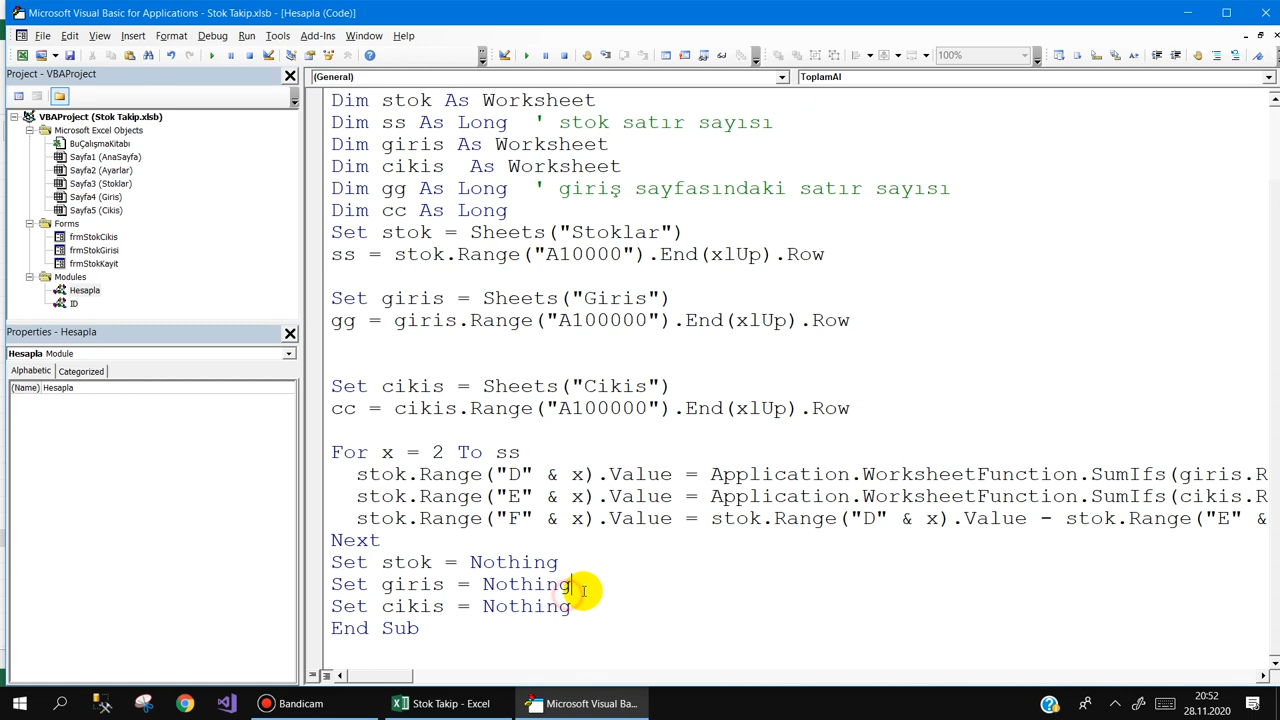 Microsoft Visual Basic for Applications - Stok Takip.xlsb - [Hesapla (Code)]
File Edit View Insert Format Debug Run Tools Add-Ins Window Help
100%
Project - VBAProject
(General)
ToplamAl
VBAProject (Stok Takip.xlsb)
Microsoft Excel Objects
BuÇalışmaKitabı
Sayfa1 (AnaSayfa)
Sayfa2 (Ayarlar)
Sayfa3 (Stoklar)
Sayfa4 (Giris)
Sayfa5 (Cikis)
Forms
frmStokCikis
frmStokGirisi
frmStokKayit
Modules
Hesapla
ID
Properties - Hesapla
Hesapla Module
Alphabetic Categorized
(Name) Hesapla
Dim stok As Worksheet
Dim ss As Long ' stok satır sayısı
Dim giris As Worksheet
Dim cikis As Worksheet
Dim gg As Long ' giriş sayfasındaki satır sayısı
Dim cc As Long
Set stok = Sheets("Stoklar")
ss = stok.Range("A10000").End(xlUp).Row
Set giris = Sheets("Giris")
gg = giris.Range("A100000").End(xlUp).Row
Set cikis = Sheets("Cikis")
cc = cikis.Range("A100000").End(xlUp).Row
For x = 2 To ss
stok.Range("D" & x).Value = Application.WorksheetFunction.SumIfs(giris.R
stok.Range("E" & x).Value = Application.WorksheetFunction.SumIfs(cikis.R
stok.Range("F" & x).Value = stok.Range("D" & x).Value - stok.Range("E" &
Next
Set stok = Nothing
Set giris = Nothing
Set cikis = Nothing
End Sub
Bandicam
Stok Takip - Excel
Microsoft Visual Ba...
20:52
28.11.2020